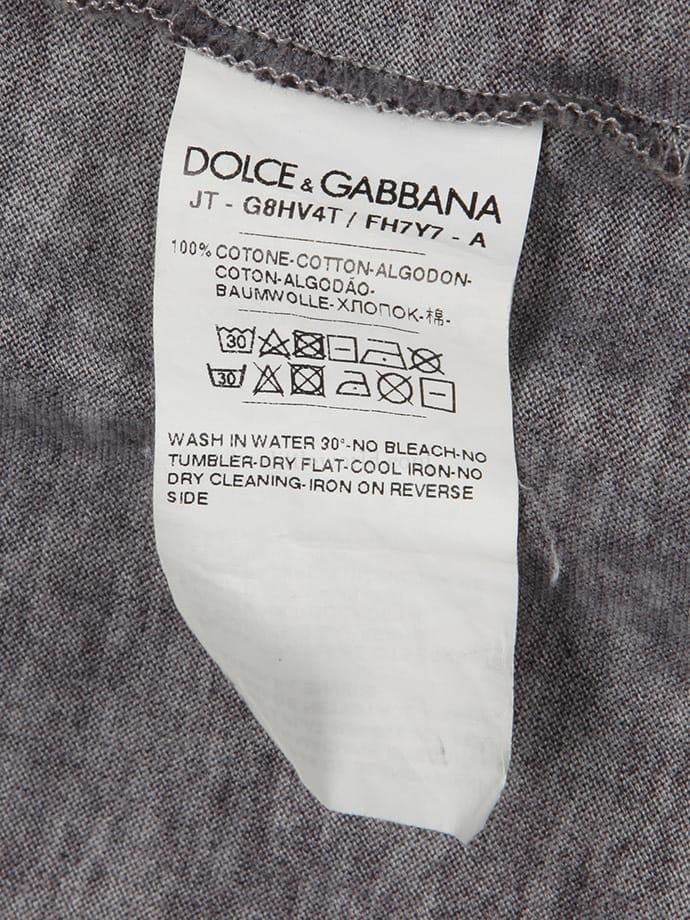 DOLCE & GABBANA
JT - G8HV4T / FH7Y7 - A
100% COTONE-COTTON-ALGODON-
COTON-ALGODÃO-
BAUMWOLLE-ХЛОПОК-棉-
30
30
WASH IN WATER 30°-NO BLEACH-NO
TUMBLER-DRY FLAT-COOL IRON-NO
DRY CLEANING-IRON ON REVERSE
SIDE